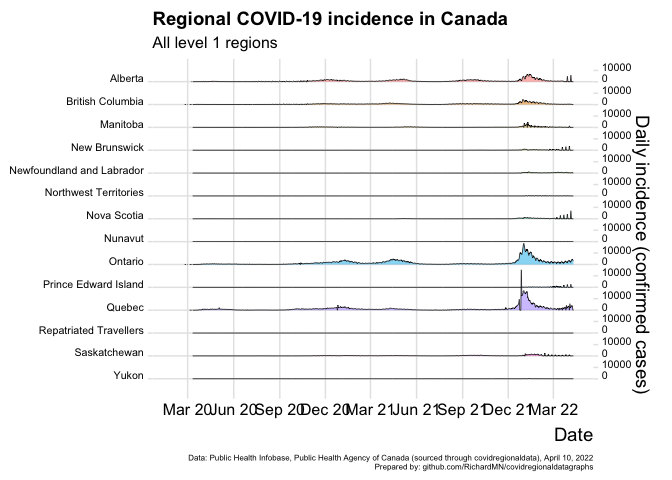 Regional COVID-19 incidence in Canada
All level 1 regions
Alberta
10000
0
British Columbia
10000
0
Manitoba
10000
0
New Brunswick
10000
0
Newfoundland and Labrador
10000
0
Northwest Territories
10000
0
Nova Scotia
10000
0
Nunavut
10000
0
Ontario
10000
0
Prince Edward Island
10000
0
Quebec
10000
0
Repatriated Travellers
10000
0
Saskatchewan
10000
0
Yukon
10000
0
Daily incidence (confirmed cases)
Mar 20 Jun 20 Sep 20 Dec 20 Mar 21 Jun 21 Sep 21 Dec 21 Mar 22
Date
Data: Public Health Infobase, Public Health Agency of Canada (sourced through covidregionaldata), April 10, 2022
Prepared by: github.com/RichardMN/covidregionaldatagraphs